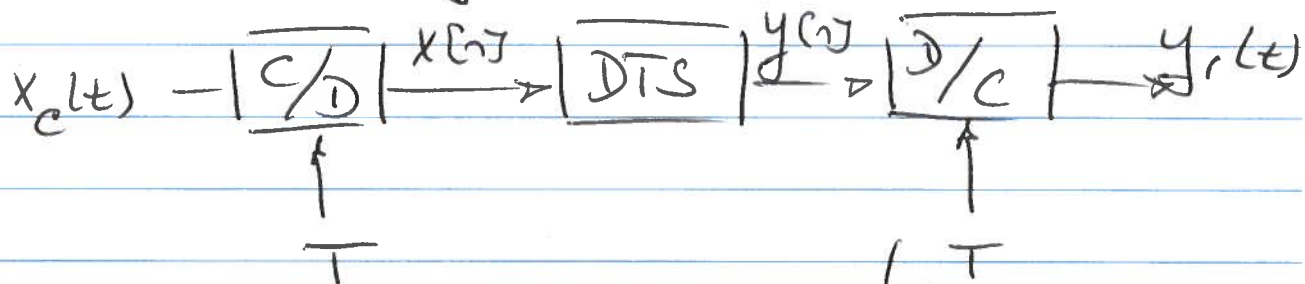 x_c(t) C/D x[n] DTS y[n] D/C y_r(t)
T T